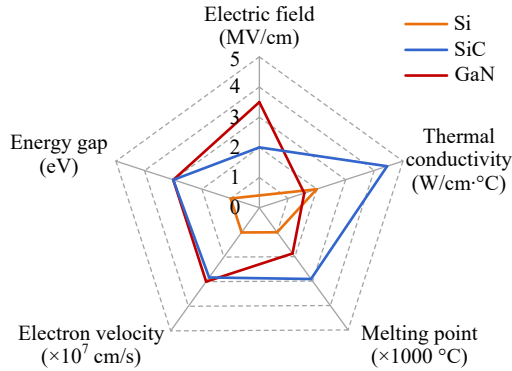 Electric field
(MV/cm)
Si
SiC
GaN
5
4
3
2
1
0
Energy gap
(eV)
Thermal
conductivity
(W/cm·°C)
Electron velocity
(×10⁷ cm/s)
Melting point
(×1000 °C)